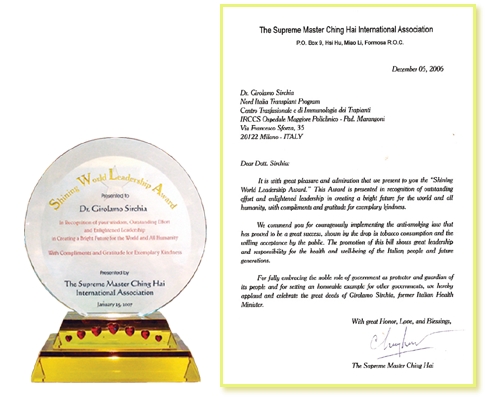 Shining World Leadership Award
Presented to
Dr. Girolamo Sirchia
In Recognition of your wisdom, Outstanding Effort
and Enlightened Leadership
in Creating a Bright Future for the World and All Humanity
With Compliments and Gratitude for Exemplary Kindness
Presented by
The Supreme Master Ching Hai
International Association
January 25, 2007
The Supreme Master Ching Hai International Association
P.O. Box 9, Hsi Hu, Miao Li, Formosa R.O.C.
December 05, 2006
Dr. Girolamo Sirchia
Nord Italia Transplant Program
Centro Trasfusionale e di Immunologia dei Trapianti
IRCCS Ospedale Maggiore Policlinico - Pad. Marangoni
Via Francesco Sforza, 35
20122 Milano - ITALY
Dear Dott. Sirchia:
It is with great pleasure and admiration that we present to you the "Shining
World Leadership Award." This Award is presented in recognition of outstanding
effort and enlightened leadership in creating a bright future for the world and all
humanity, with compliments and gratitude for exemplary kindness.
We commend you for courageously implementing the anti-smoking law that
has proved to be a great success, shown by the drop in tobacco consumption and the
willing acceptance by the public. The promotion of this bill shows great leadership
and responsibility for the health and well-being of the Italian people and future
generations.
For fully embracing the noble role of government as protector and guardian of
its people and for setting an honorable example for other governments, we hereby
applaud and celebrate the great deeds of Girolamo Sirchia, former Italian Health
Minister.
With great Honor, Love, and Blessings,
The Supreme Master Ching Hai